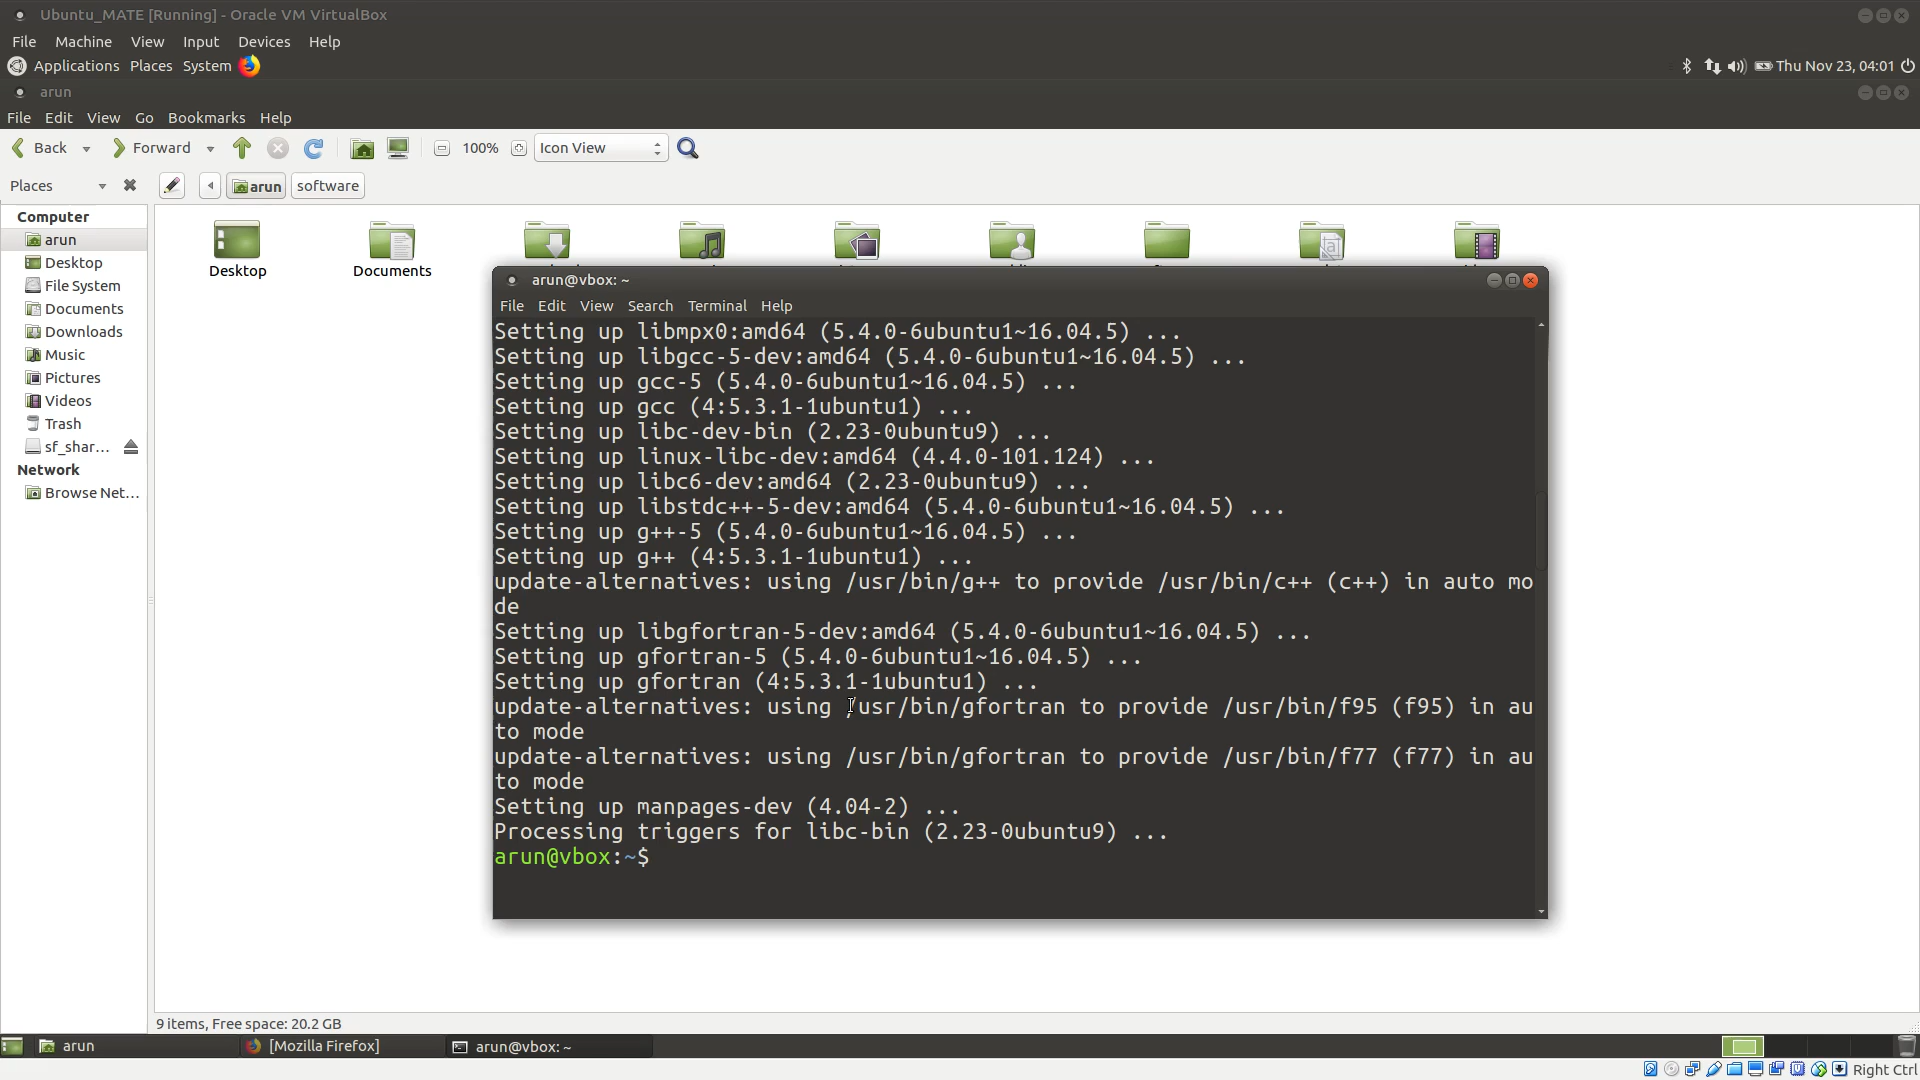 Ubuntu_MATE [Running] - Oracle VM VirtualBox
File Machine View Input Devices Help
Applications Places System Thu Nov 23, 04:01
arun
File Edit View Go Bookmarks Help
Back Forward 100% Icon View
Places arun software
Computer
arun
Desktop
File System
Documents
Downloads
Music
Pictures
Videos
Trash
sf_shar...
Network
Browse Net...
Desktop Documents
arun@vbox: ~
File Edit View Search Terminal Help
Setting up libmpx0:amd64 (5.4.0-6ubuntu1~16.04.5) ...
Setting up libgcc-5-dev:amd64 (5.4.0-6ubuntu1~16.04.5) ...
Setting up gcc-5 (5.4.0-6ubuntu1~16.04.5) ...
Setting up gcc (4:5.3.1-1ubuntu1) ...
Setting up libc-dev-bin (2.23-0ubuntu9) ...
Setting up linux-libc-dev:amd64 (4.4.0-101.124) ...
Setting up libc6-dev:amd64 (2.23-0ubuntu9) ...
Setting up libstdc++-5-dev:amd64 (5.4.0-6ubuntu1~16.04.5) ...
Setting up g++-5 (5.4.0-6ubuntu1~16.04.5) ...
Setting up g++ (4:5.3.1-1ubuntu1) ...
update-alternatives: using /usr/bin/g++ to provide /usr/bin/c++ (c++) in auto mo
de
Setting up libgfortran-5-dev:amd64 (5.4.0-6ubuntu1~16.04.5) ...
Setting up gfortran-5 (5.4.0-6ubuntu1~16.04.5) ...
Setting up gfortran (4:5.3.1-1ubuntu1) ...
update-alternatives: using /usr/bin/gfortran to provide /usr/bin/f95 (f95) in au
to mode
update-alternatives: using /usr/bin/gfortran to provide /usr/bin/f77 (f77) in au
to mode
Setting up manpages-dev (4.04-2) ...
Processing triggers for libc-bin (2.23-0ubuntu9) ...
arun@vbox:~$
9 items, Free space: 20.2 GB
arun [Mozilla Firefox] arun@vbox: ~
Right Ctrl